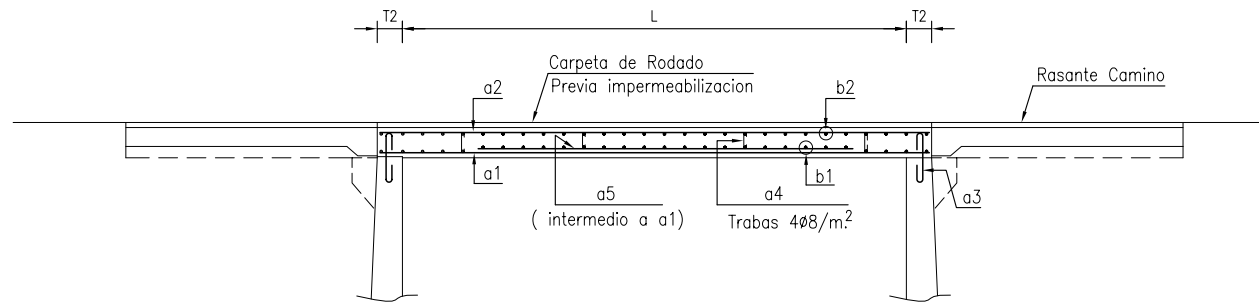 T2
L
T2
Carpeta de Rodado
Previa impermeabilizacion
Rasante Camino
a2
b2
a1
b1
a5
( intermedio a a1)
a4
Trabas 4ø8/m.²
a3